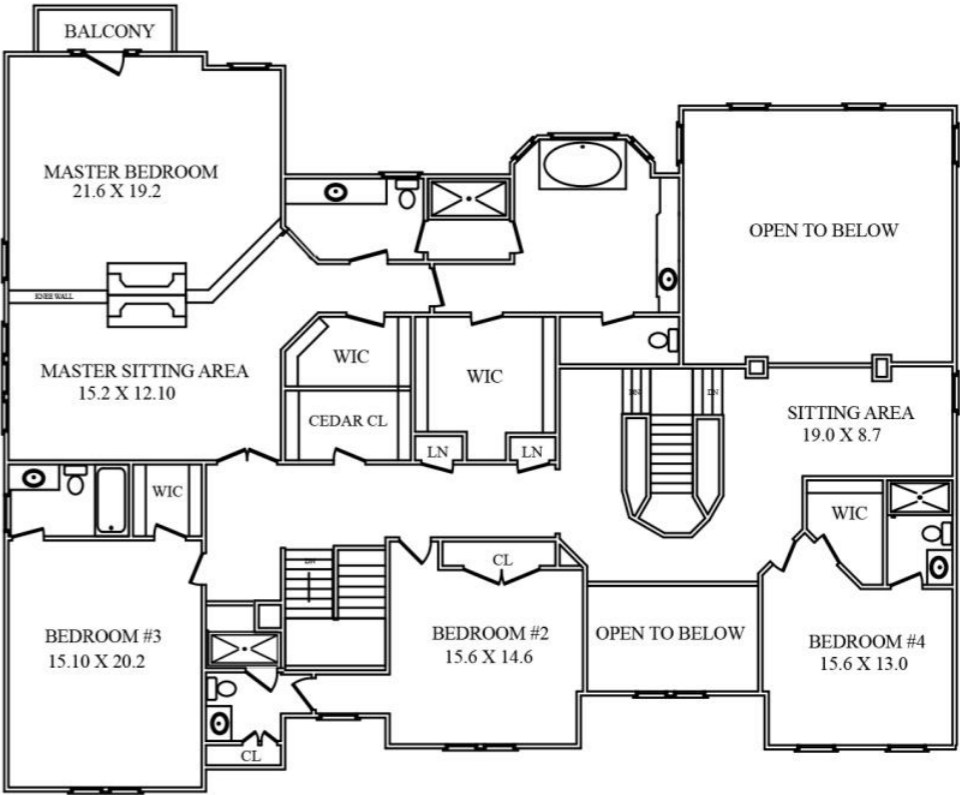 BALCONY
MASTER BEDROOM
21.6 X 19.2
OPEN TO BELOW
KNEE WALL
MASTER SITTING AREA
15.2 X 12.10
WIC
WIC
CEDAR CL
LN
LN
DN
DN
SITTING AREA
19.0 X 8.7
WIC
WIC
CL
BEDROOM #3
15.10 X 20.2
BEDROOM #2
15.6 X 14.6
OPEN TO BELOW
BEDROOM #4
15.6 X 13.0
CL